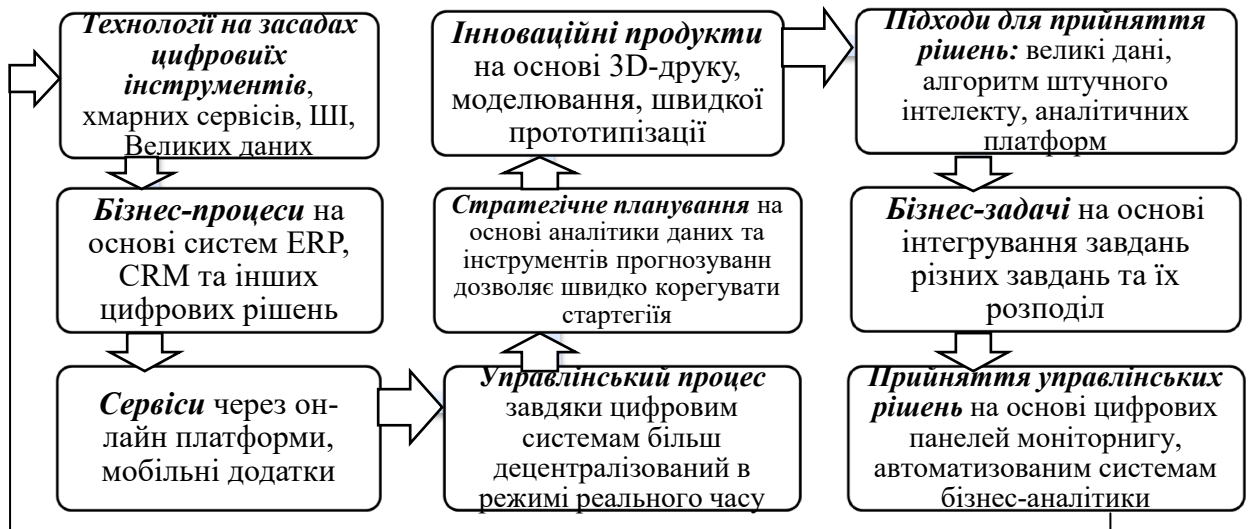 Технології на засадах
цифровиїх
інструментів,
хмарних сервісів, ШІ,
Великих даних
Бізнес-процеси на
основі систем ERP,
CRM та інших
цифрових рішень
Сервіси через он-
лайн платформи,
мобільні додатки
Управлінський процес
завдяки цифровим
системам більш
децентралізований в
режимі реального часу
Стратегічне планування на
основі аналітики даних та
інструментів прогнозуванн
дозволяє швидко корегувати
стартегіїя
Інноваційні продукти
на основі 3D-друку,
моделювання, швидкої
прототипізації
Підходи для прийняття
рішень: великі дані,
алгоритм штучного
інтелекту, аналітичних
платформ
Бізнес-задачі на основі
інтегрування завдань
різних завдань та їх
розподіл
Прийняття управлінських
рішень на основі цифрових
панелей моніторнигу,
автоматизованим системам
бізнес-аналітики